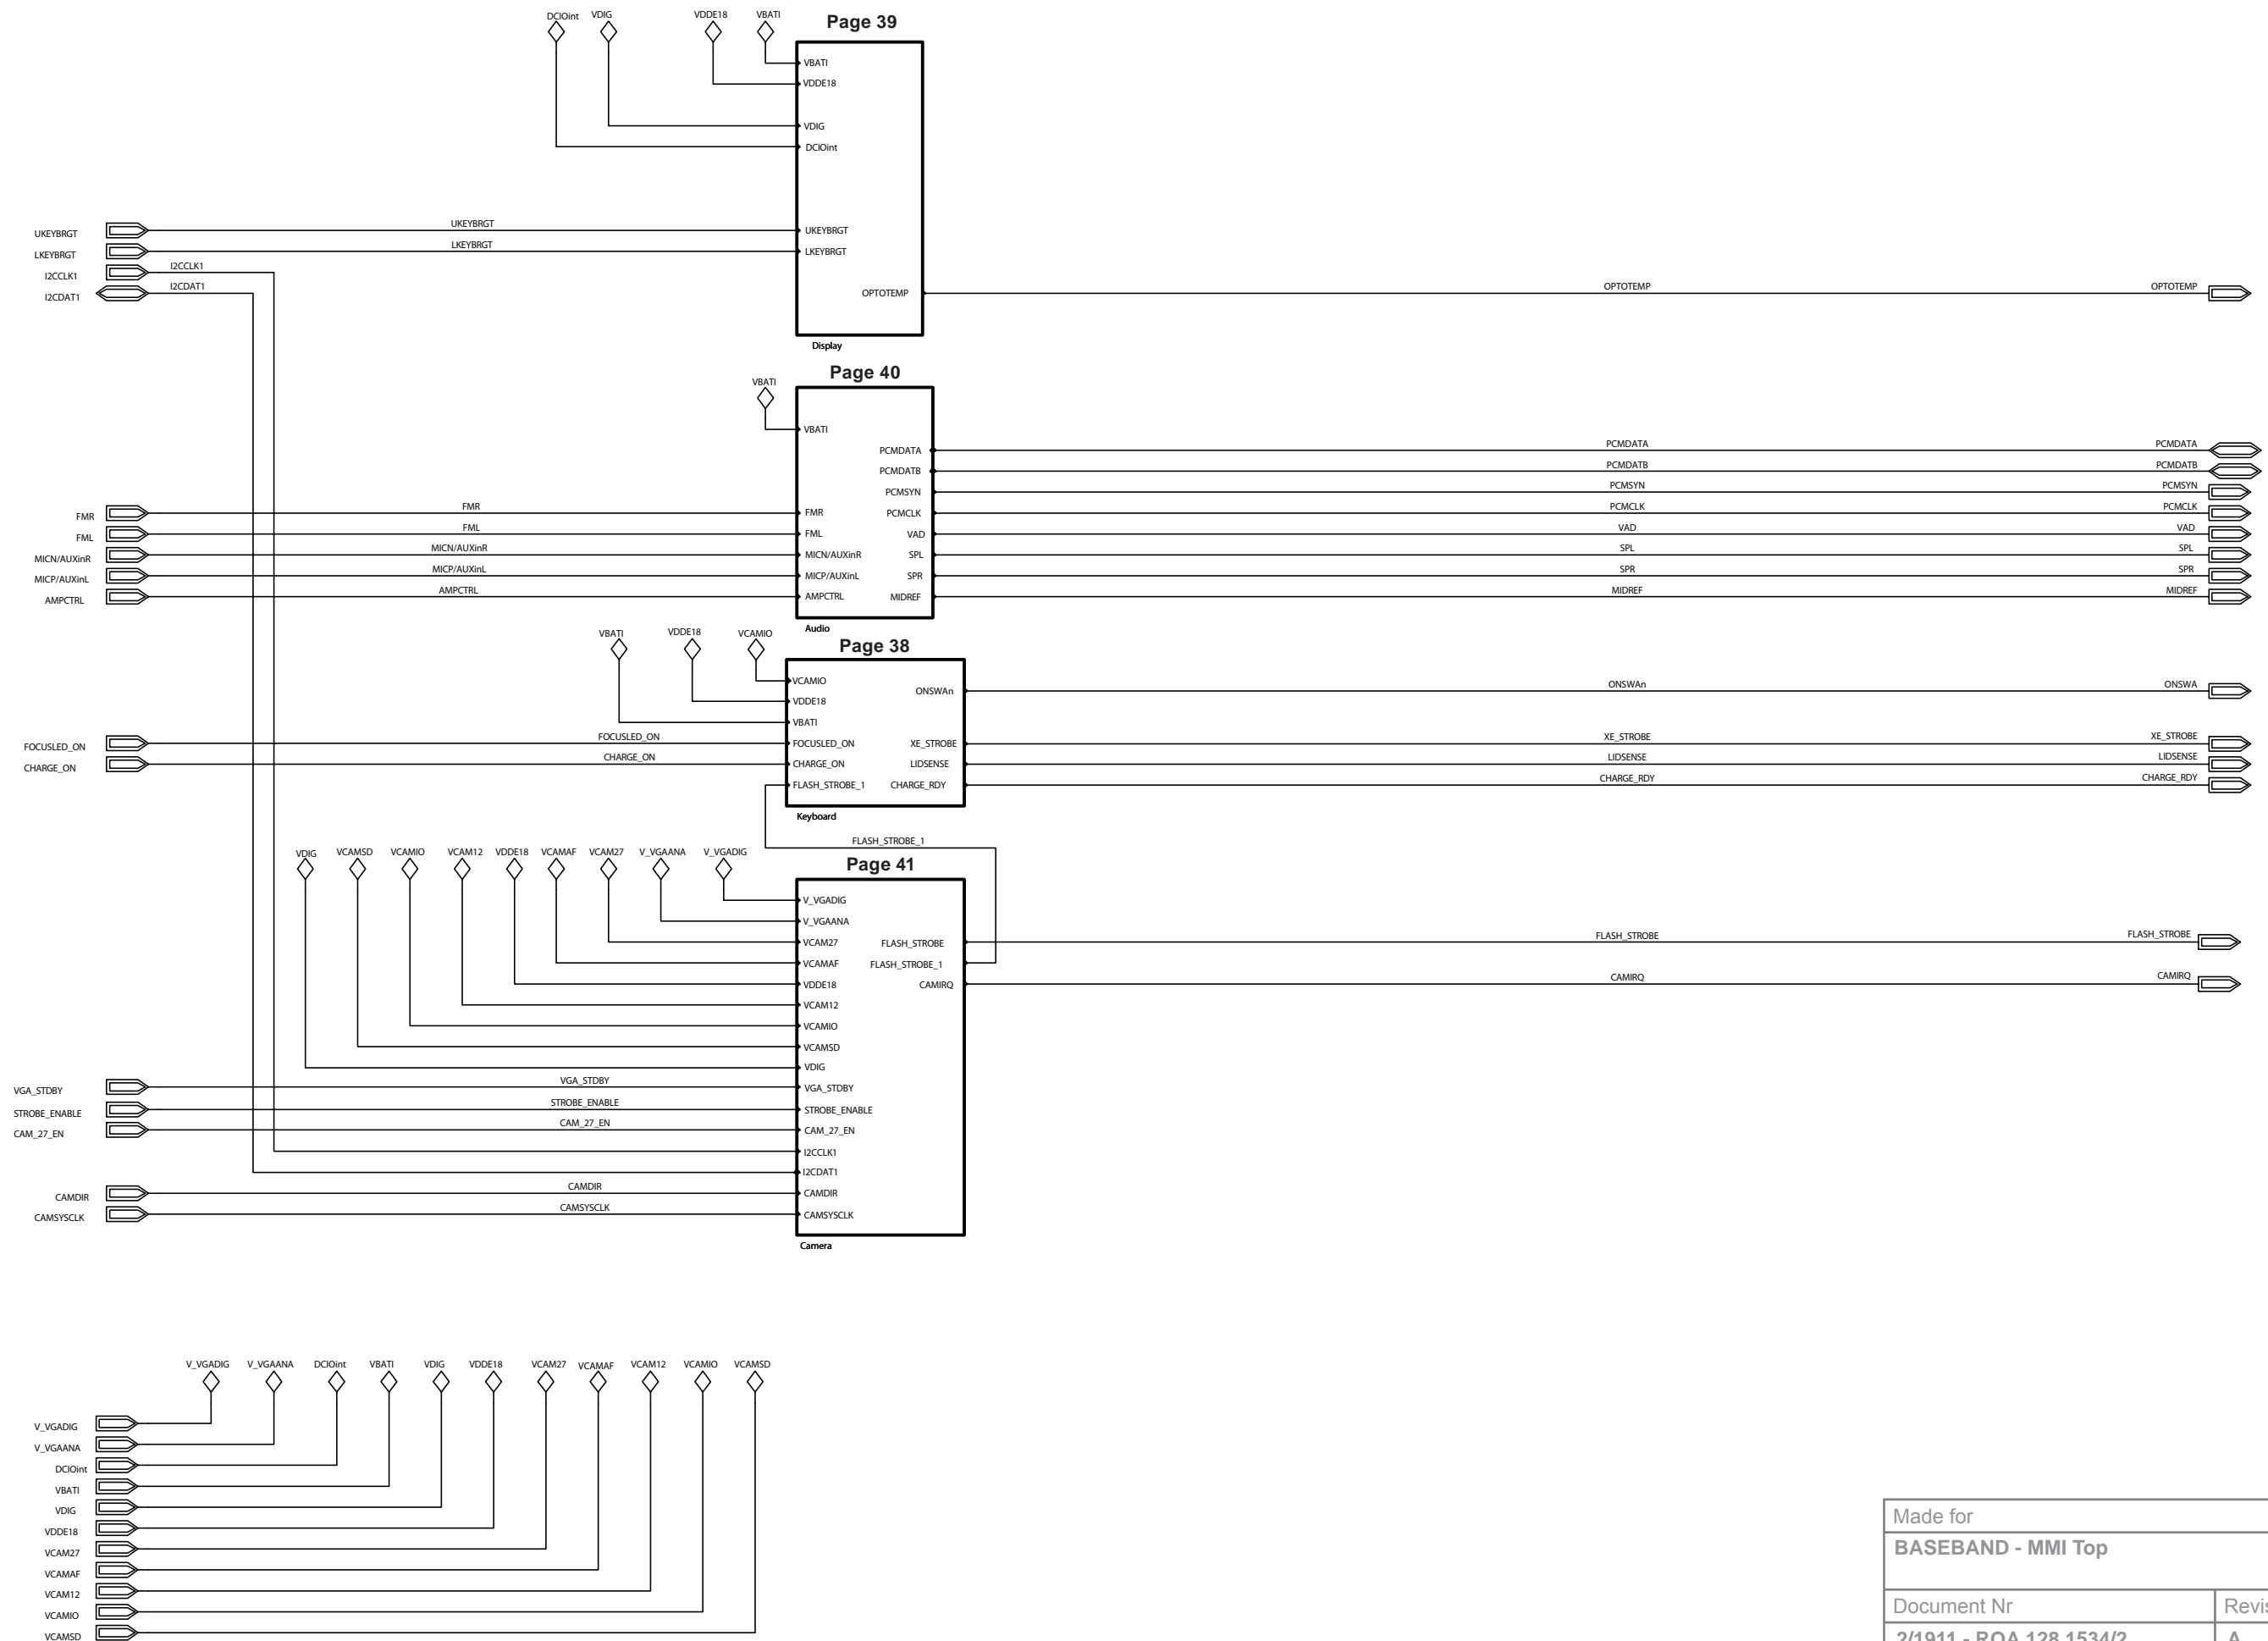 DCIOint VDIG VDDE18 VBATI
Page 39
VBATI
VDDE18
VDIG
DCIOint
UKEYBRGT UKEYBRGT UKEYBRGT
LKEYBRGT LKEYBRGT LKEYBRGT
I2CCLK1 I2CCLK1
I2CDAT1 I2CDAT1
OPTOTEMP OPTOTEMP OPTOTEMP
Display
Page 40
VBATI
VBATI
PCMDATA PCMDATA PCMDATA
PCMDATB PCMDATB PCMDATB
PCMSYN PCMSYN PCMSYN
FMR FMR FMR PCMCLK PCMCLK PCMCLK
FML FML FML VAD VAD VAD
MICN/AUXinR MICN/AUXinR MICN/AUXinR SPL SPL SPL
MICP/AUXinL MICP/AUXinL MICP/AUXinL SPR SPR SPR
AMPCTRL AMPCTRL AMPCTRL MIDREF MIDREF MIDREF
Audio
VBATI VDDE18 VCAMIO
Page 38
VCAMIO
ONSWAn ONSWAn ONSWA
VDDE18
VBATI
FOCUSLED_ON FOCUSLED_ON FOCUSLED_ON XE_STROBE XE_STROBE XE_STROBE
CHARGE_ON CHARGE_ON CHARGE_ON LIDSENSE LIDSENSE LIDSENSE
FLASH_STROBE_1 CHARGE_RDY CHARGE_RDY CHARGE_RDY
Keyboard
FLASH_STROBE_1
VDIG VCAMSD VCAMIO VCAM12 VDDE18 VCAMAF VCAM27 V_VGAANA V_VGADIG
Page 41
V_VGADIG
V_VGAANA
VCAM27 FLASH_STROBE FLASH_STROBE FLASH_STROBE
VCAMAF FLASH_STROBE_1
VDDE18 CAMIRQ CAMIRQ CAMIRQ
VCAM12
VCAMIO
VCAMSD
VDIG
VGA_STDBY VGA_STDBY VGA_STDBY
STROBE_ENABLE STROBE_ENABLE STROBE_ENABLE
CAM_27_EN CAM_27_EN CAM_27_EN
I2CCLK1
I2CDAT1
CAMDIR CAMDIR CAMDIR
CAMSYSCLK CAMSYSCLK CAMSYSCLK
Camera
V_VGADIG V_VGAANA DCIOint VBATI VDIG VDDE18 VCAM27 VCAMAF VCAM12 VCAMIO VCAMSD
V_VGADIG
V_VGAANA
DCIOint
VBATI
VDIG
VDDE18
VCAM27
VCAMAF
VCAM12
VCAMIO
VCAMSD
Made for
BASEBAND - MMI Top
Document Nr
2/1911 - ROA 128 1534/2 A